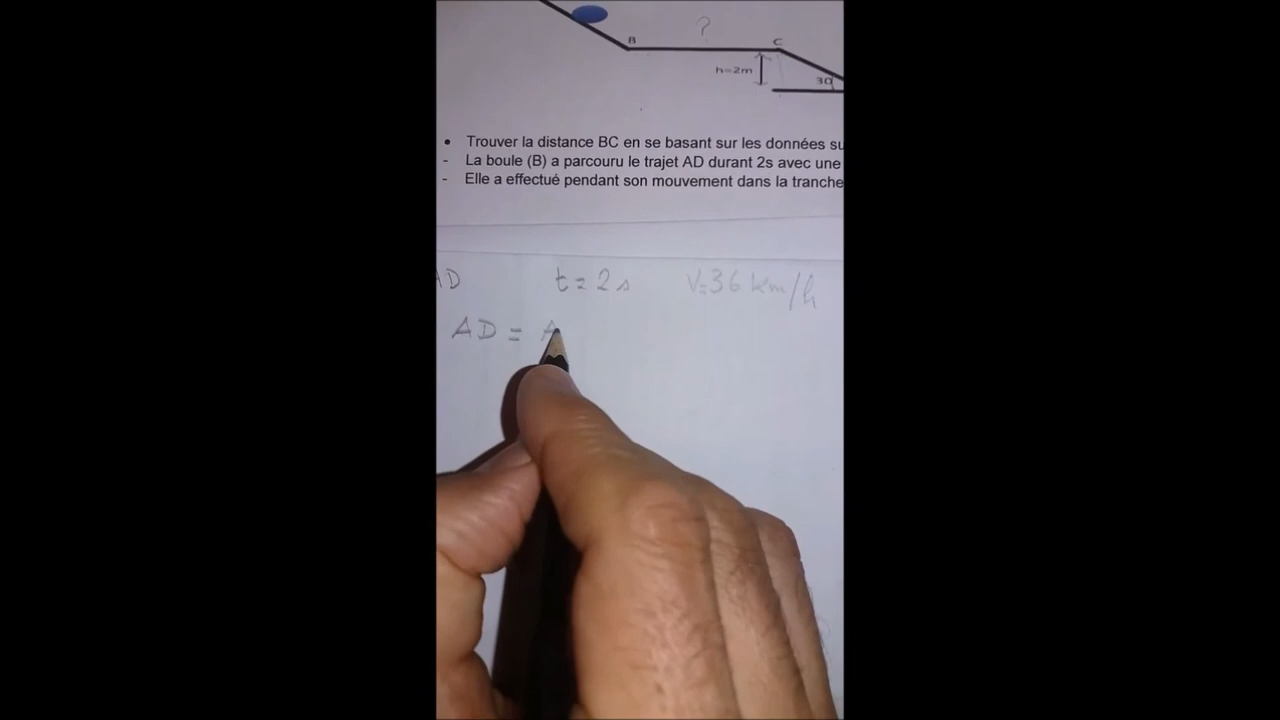 ?
B C
h=2m
30
• Trouver la distance BC en se basant sur les données su
- La boule (B) a parcouru le trajet AD durant 2s avec une
- Elle a effectué pendant son mouvement dans la tranche
AD t = 2 s V=36 km/h
AD = A